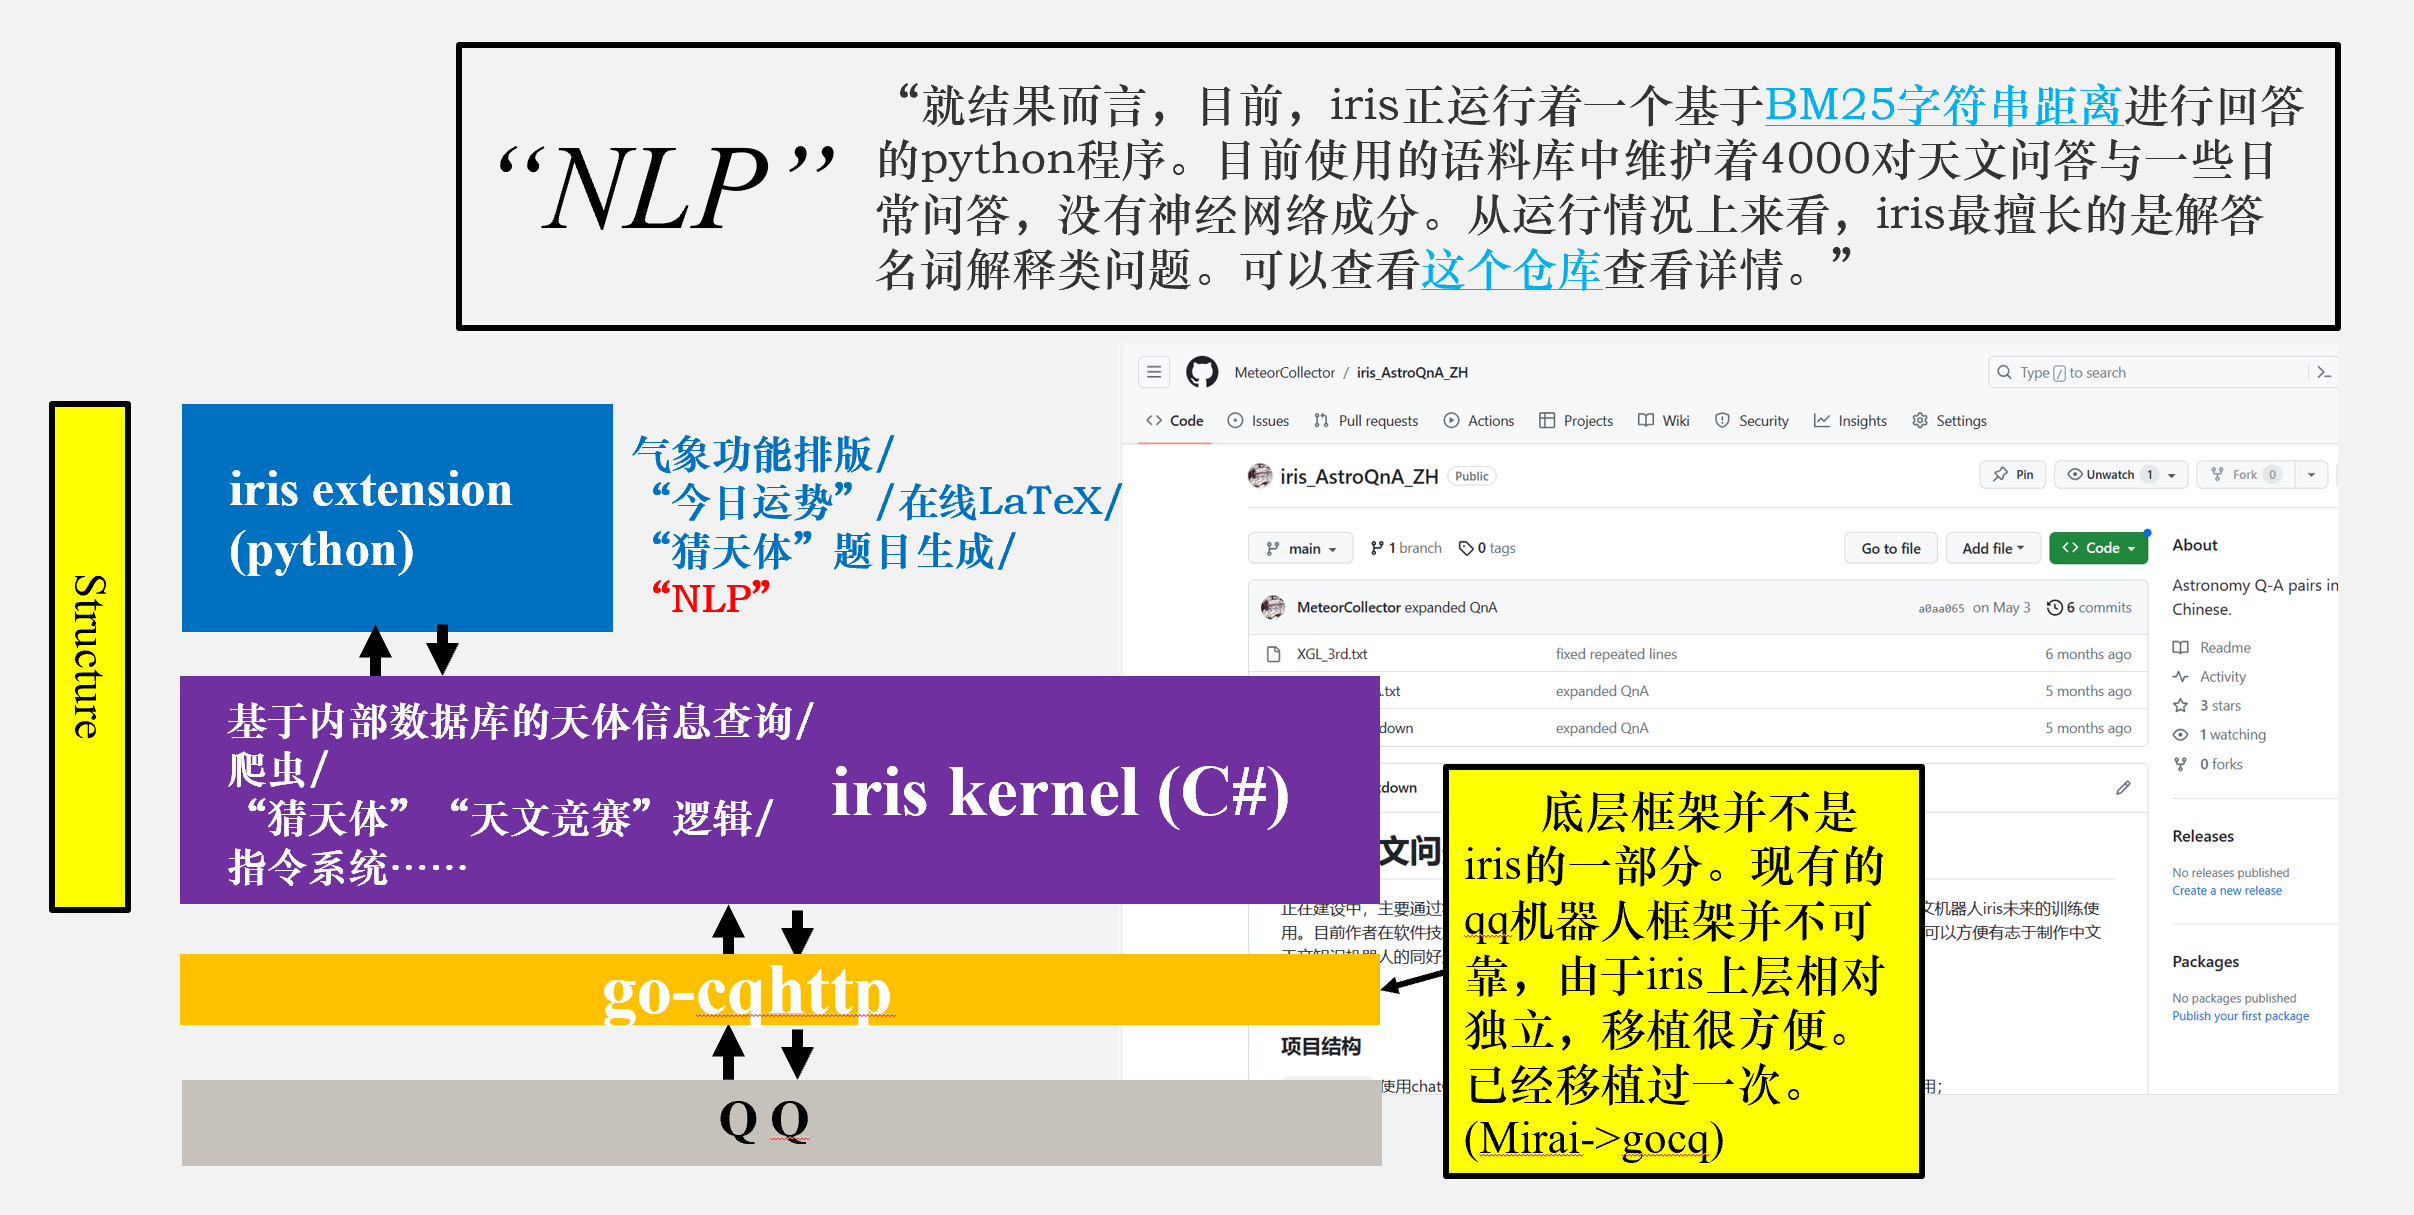 “NLP”
“就结果而言，目前，iris正运行着一个基于BM25字符串距离进行回答
的python程序。目前使用的语料库中维护着4000对天文问答与一些日
常问答，没有神经网络成分。从运行情况上来看，iris最擅长的是解答
名词解释类问题。可以查看这个仓库查看详情。”
Structure
iris extension
(python)
气象功能排版/
“今日运势”/在线LaTeX/
“猜天体”题目生成/
“NLP”
基于内部数据库的天体信息查询/
爬虫/
“猜天体”“天文竞赛”逻辑/
指令系统……
iris kernel (C#)
go-cqhttp
QQ
MeteorCollector / iris_AstroQnA_ZH
Type / to search
Code Issues Pull requests Actions Projects Wiki Security Insights Settings
iris_AstroQnA_ZH Public
Pin Unwatch 1 Fork 0
main 1 branch 0 tags
Go to file Add file Code
MeteorCollector expanded QnA a0aa065 on May 3 6 commits
XGL_3rd.txt fixed repeated lines 6 months ago
.txt expanded QnA 5 months ago
down expanded QnA 5 months ago
down
文问
正在建设中，主要通过 文机器人iris未来的训练使
用。目前作者在软件技 可以方便有志于制作中文
人的同好
项目结构
使用chat 用；
About
Astronomy Q-A pairs in
Chinese.
Readme
Activity
3 stars
1 watching
0 forks
Releases
No releases published
Create a new release
Packages
No packages published
Publish your first package
底层框架并不是
iris的一部分。现有的
qq机器人框架并不可
靠，由于iris上层相对
独立，移植很方便。
已经移植过一次。
(Mirai->gocq)